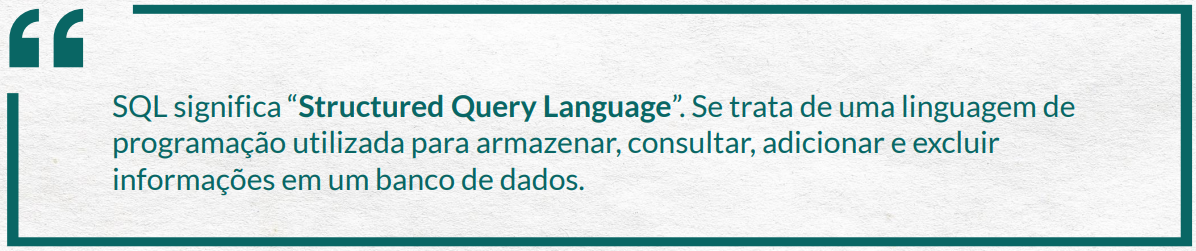 SQL significa “Structured Query Language”. Se trata de uma linguagem de
programação utilizada para armazenar, consultar, adicionar e excluir
informações em um banco de dados.